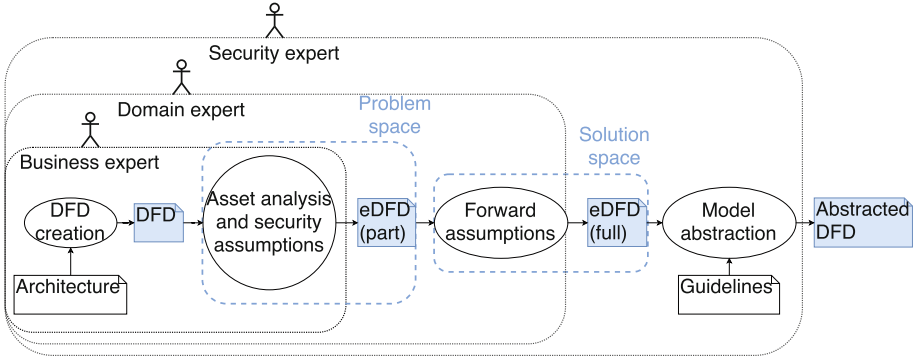 Security expert
Domain expert
Business expert
Problem
space
Solution
space
DFD
creation
DFD
Asset analysis
and security
assumptions
eDFD
(part)
Forward
assumptions
eDFD
(full)
Model
abstraction
Abstracted
DFD
Architecture
Guidelines